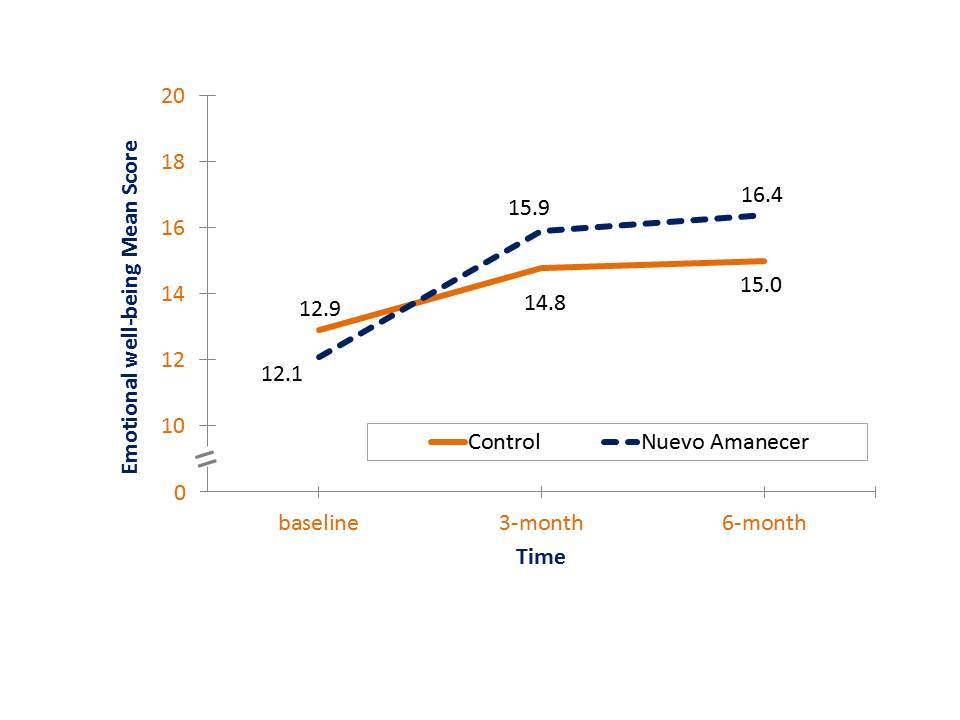 Emotional well-being Mean Score
20
18
16
14
12
10
0
12.9
12.1
15.9
14.8
16.4
15.0
Control
Nuevo Amanecer
baseline
3-month
6-month
Time